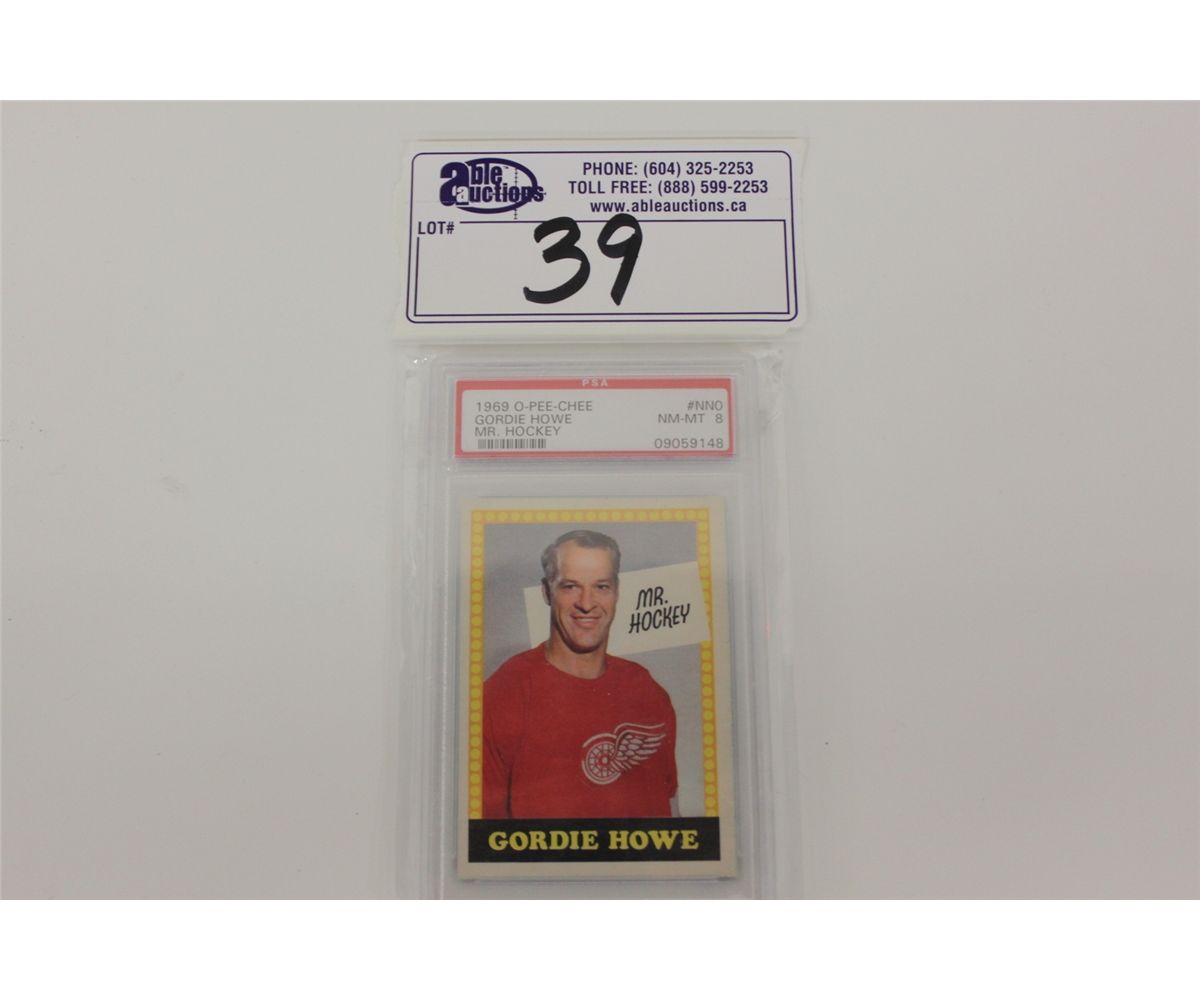 able auctions
PHONE: (604) 325-2253
TOLL FREE: (888) 599-2253
www.ableauctions.ca
LOT#
39
PSA
1969 O-PEE-CHEE #NNO
GORDIE HOWE NM-MT 8
MR. HOCKEY
09059148
MR.
HOCKEY
GORDIE HOWE